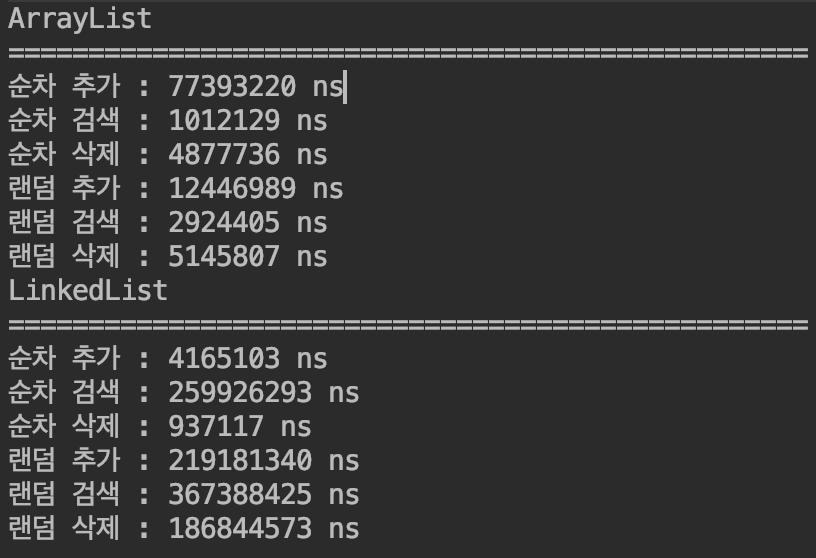 ArrayList
==================================================
순차 추가 : 77393220 ns
순차 검색 : 1012129 ns
순차 삭제 : 4877736 ns
랜덤 추가 : 12446989 ns
랜덤 검색 : 2924405 ns
랜덤 삭제 : 5145807 ns
LinkedList
==================================================
순차 추가 : 4165103 ns
순차 검색 : 259926293 ns
순차 삭제 : 937117 ns
랜덤 추가 : 219181340 ns
랜덤 검색 : 367388425 ns
랜덤 삭제 : 186844573 ns